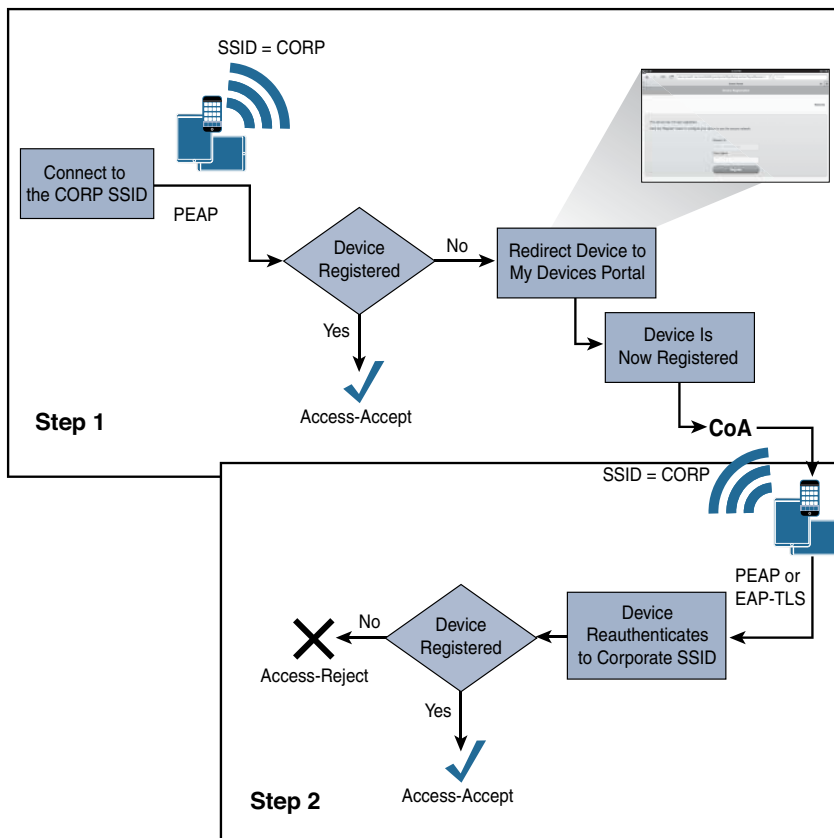 SSID = CORP
Connect to
the CORP SSID
PEAP
Device
Registered
No
Redirect Device to
My Devices Portal
Yes
Access-Accept
Device Is
Now Registered
CoA
Step 1
SSID = CORP
PEAP or
EAP-TLS
Device
Reauthenticates
to Corporate SSID
Device
Registered
No
Access-Reject
Yes
Access-Accept
Step 2